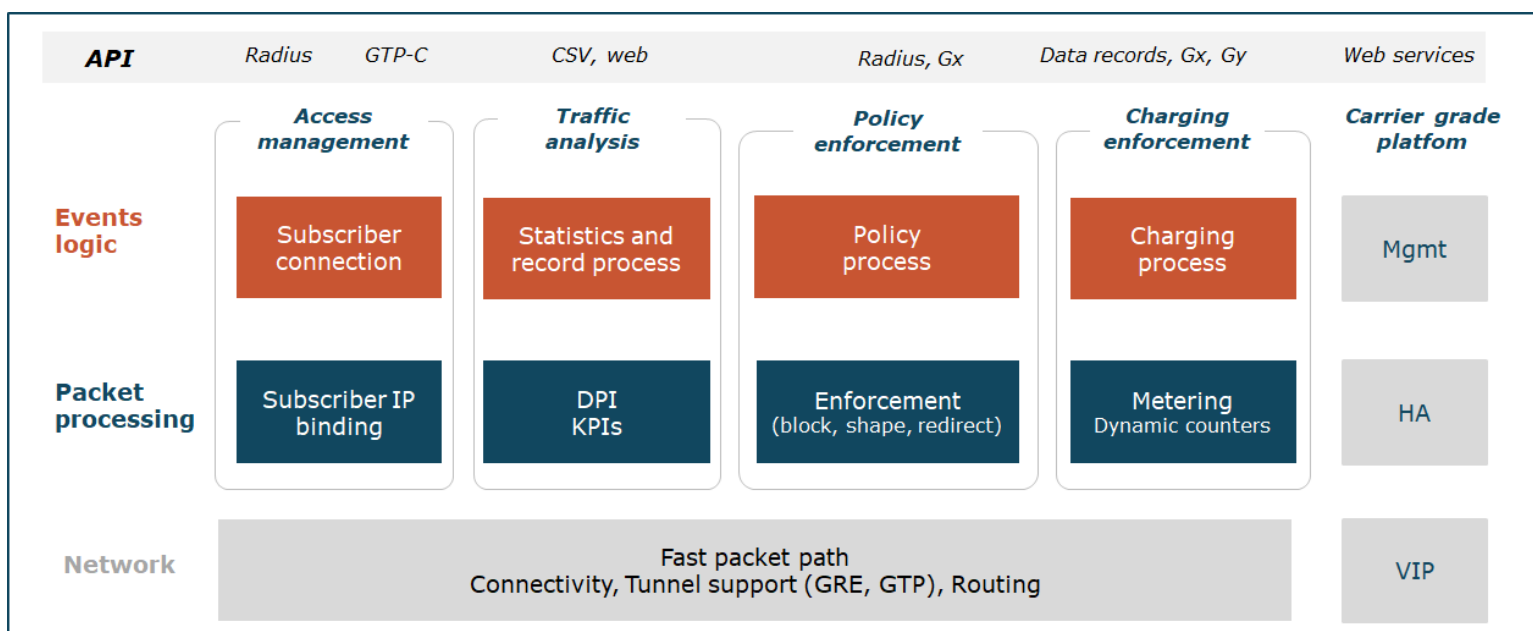 API
Radius
GTP-C
CSV, web
Radius, Gx
Data records, Gx, Gy
Web services
Access
management
Traffic
analysis
Policy
enforcement
Charging
enforcement
Carrier grade
platfom
Events
logic
Subscriber
connection
Statistics and
record process
Policy
process
Charging
process
Mgmt
Packet
processing
Subscriber IP
binding
DPI
KPIs
Enforcement
(block, shape, redirect)
Metering
Dynamic counters
HA
Network
Fast packet path
Connectivity, Tunnel support (GRE, GTP), Routing
VIP